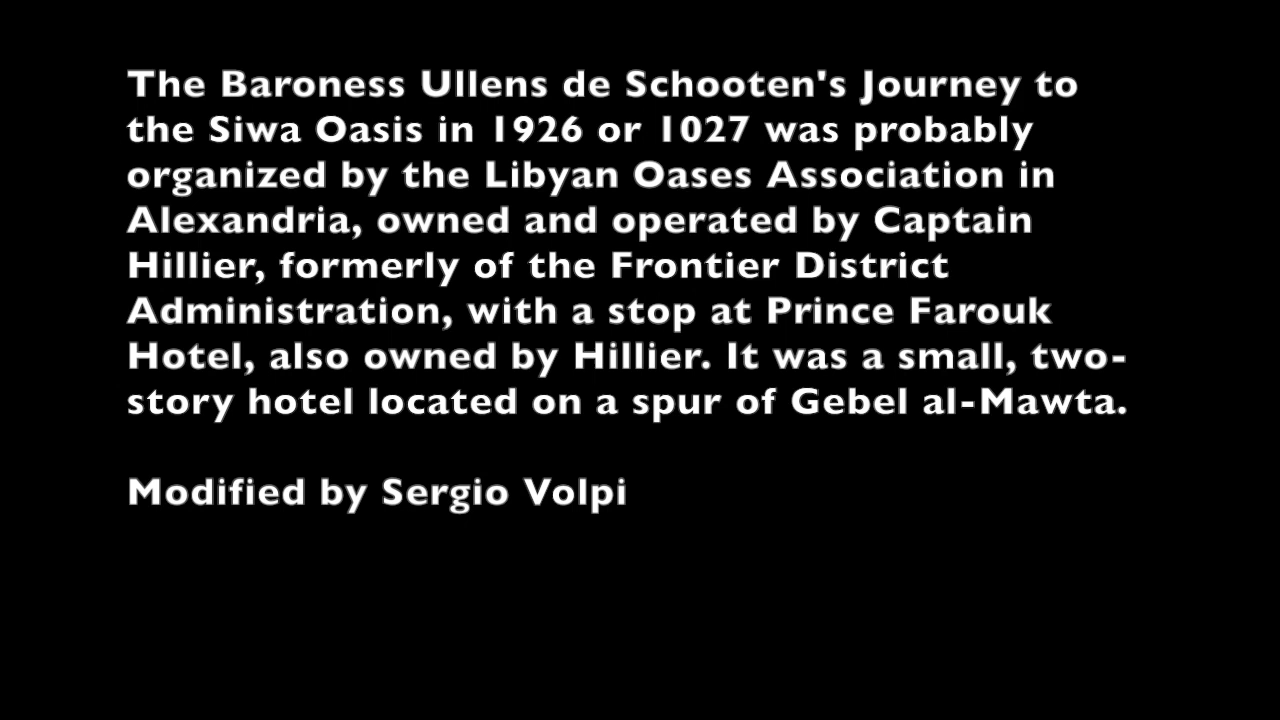 The Baroness Ullens de Schooten's Journey to
the Siwa Oasis in 1926 or 1027 was probably
organized by the Libyan Oases Association in
Alexandria, owned and operated by Captain
Hillier, formerly of the Frontier District
Administration, with a stop at Prince Farouk
Hotel, also owned by Hillier. It was a small, two-
story hotel located on a spur of Gebel al-Mawta.
Modified by Sergio Volpi